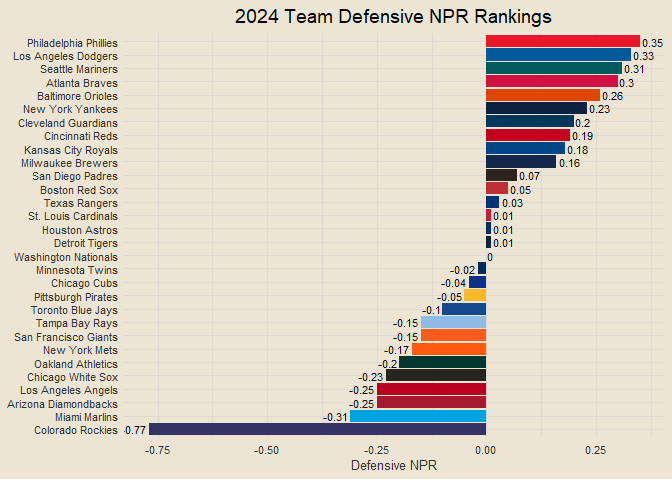 2024 Team Defensive NPR Rankings
Philadelphia Phillies 0.35
Los Angeles Dodgers 0.33
Seattle Mariners 0.31
Atlanta Braves 0.3
Baltimore Orioles 0.26
New York Yankees 0.23
Cleveland Guardians 0.2
Cincinnati Reds 0.19
Kansas City Royals 0.18
Milwaukee Brewers 0.16
San Diego Padres 0.07
Boston Red Sox 0.05
Texas Rangers 0.03
St. Louis Cardinals 0.01
Houston Astros 0.01
Detroit Tigers 0.01
Washington Nationals 0
Minnesota Twins -0.02
Chicago Cubs -0.04
Pittsburgh Pirates -0.05
Toronto Blue Jays -0.1
Tampa Bay Rays -0.15
San Francisco Giants -0.15
New York Mets -0.17
Oakland Athletics -0.2
Chicago White Sox -0.23
Los Angeles Angels -0.25
Arizona Diamondbacks -0.25
Miami Marlins -0.31
Colorado Rockies 0.77
-0.75 -0.50 -0.25 0.00 0.25
Defensive NPR